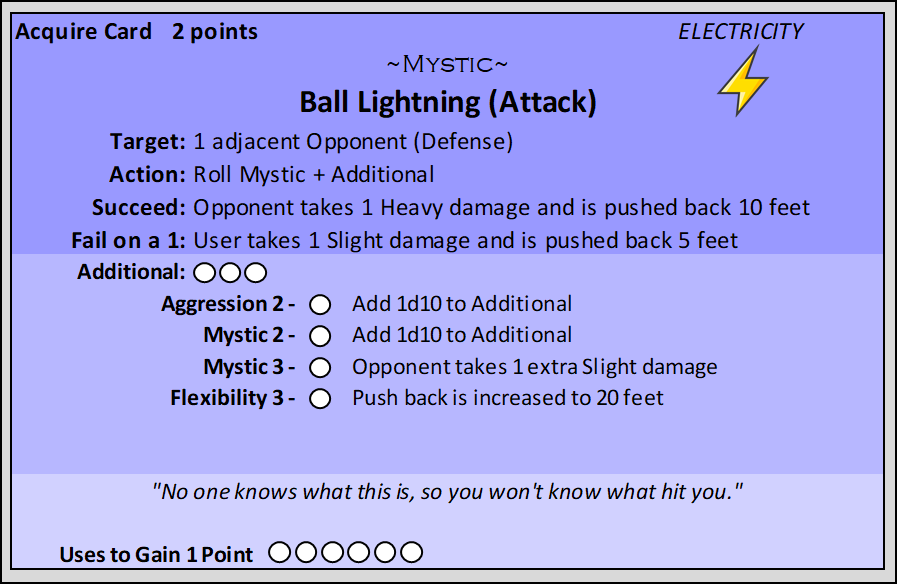 Acquire Card 2 points
ELECTRICITY
~Mystic~
Ball Lightning (Attack)
Target: 1 adjacent Opponent (Defense)
Action: Roll Mystic + Additional
Succeed: Opponent takes 1 Heavy damage and is pushed back 10 feet
Fail on a 1: User takes 1 Slight damage and is pushed back 5 feet
Additional:
Aggression 2 - Add 1d10 to Additional
Mystic 2 - Add 1d10 to Additional
Mystic 3 - Opponent takes 1 extra Slight damage
Flexibility 3 - Push back is increased to 20 feet
"No one knows what this is, so you won't know what hit you."
Uses to Gain 1 Point